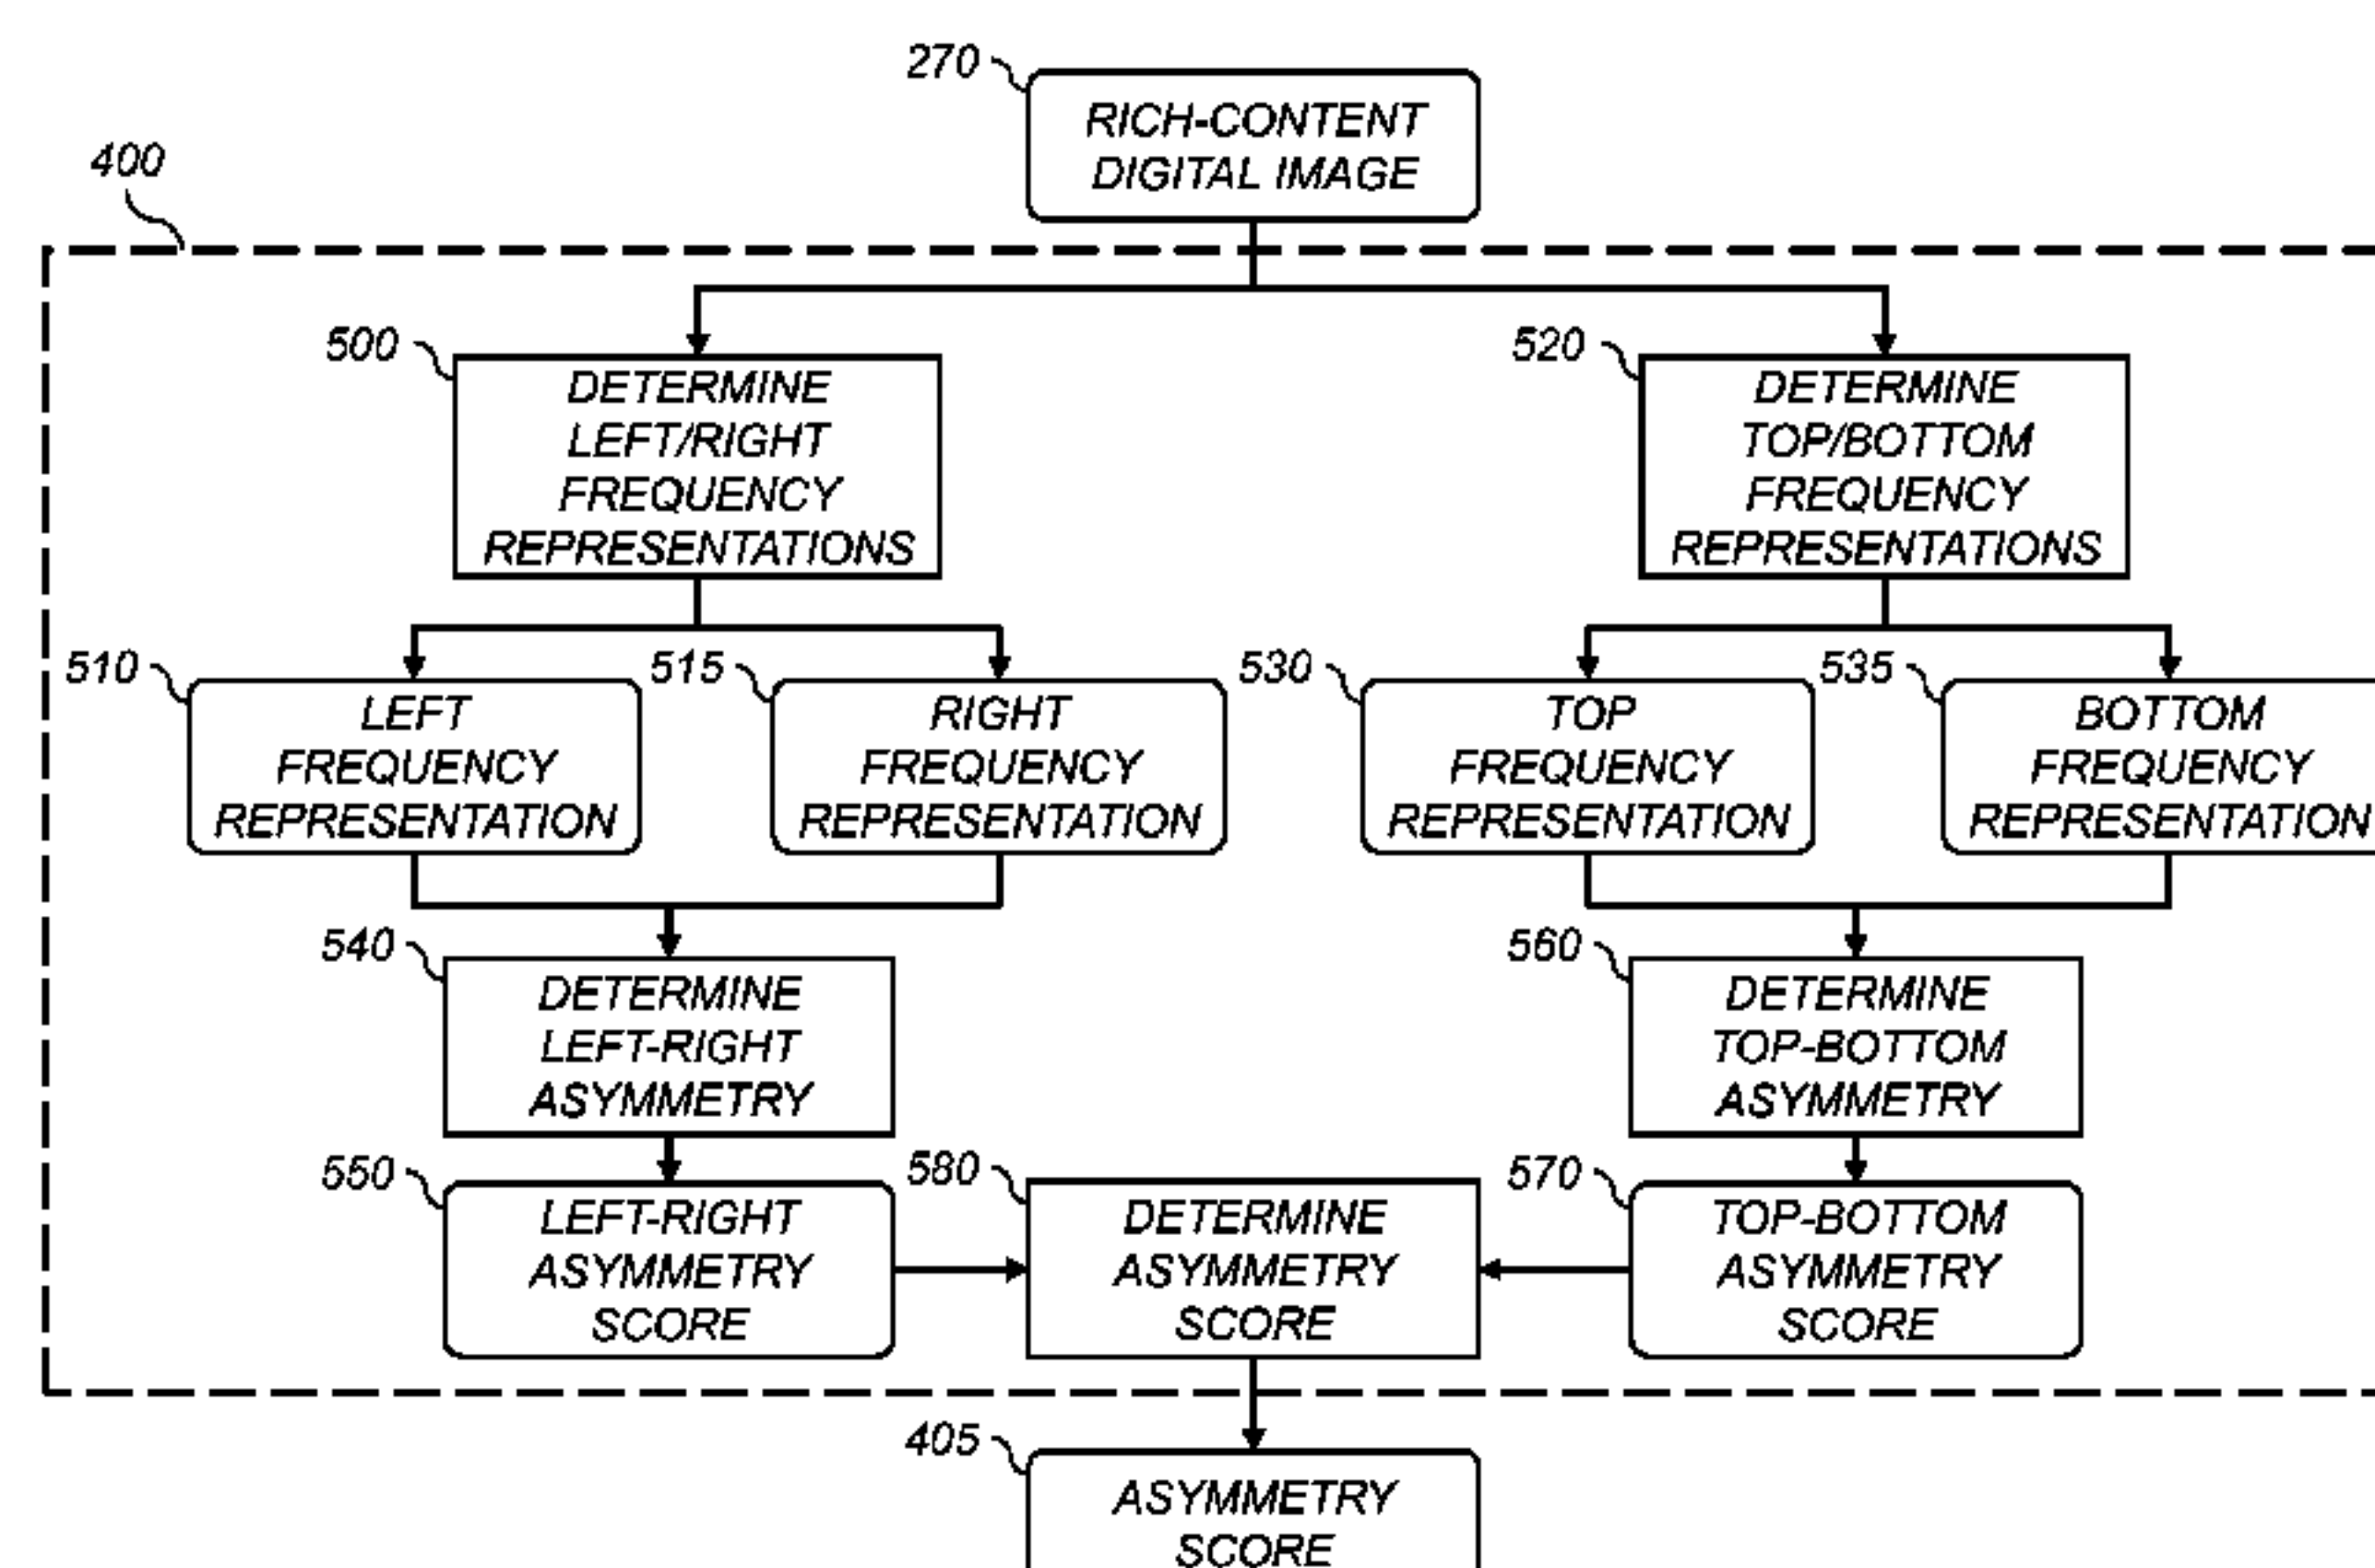 270
RICH-CONTENT
DIGITAL IMAGE
400
500
DETERMINE
LEFT/RIGHT
FREQUENCY
REPRESENTATIONS
520
DETERMINE
TOP/BOTTOM
FREQUENCY
REPRESENTATIONS
510
LEFT
FREQUENCY
REPRESENTATION
515
RIGHT
FREQUENCY
REPRESENTATION
530
TOP
FREQUENCY
REPRESENTATION
535
BOTTOM
FREQUENCY
REPRESENTATION
540
DETERMINE
LEFT-RIGHT
ASYMMETRY
560
DETERMINE
TOP-BOTTOM
ASYMMETRY
550
LEFT-RIGHT
ASYMMETRY
SCORE
580
DETERMINE
ASYMMETRY
SCORE
570
TOP-BOTTOM
ASYMMETRY
SCORE
405
ASYMMETRY
SCORE